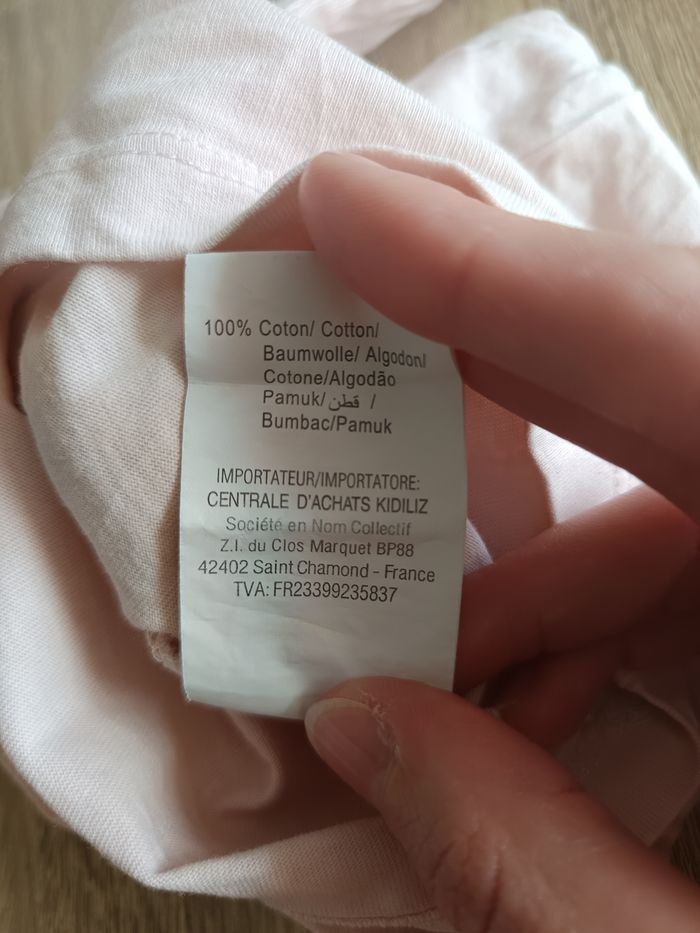 100% Coton/ Cotton/
Baumwolle/ Algodon/
Cotone/Algodão
Pamuk/ قطن /
Bumbac/Pamuk
IMPORTATEUR/IMPORTATORE:
CENTRALE D'ACHATS KIDILIZ
Société en Nom Collectif
Z.I. du Clos Marquet BP88
42402 Saint Chamond - France
TVA: FR23399235837